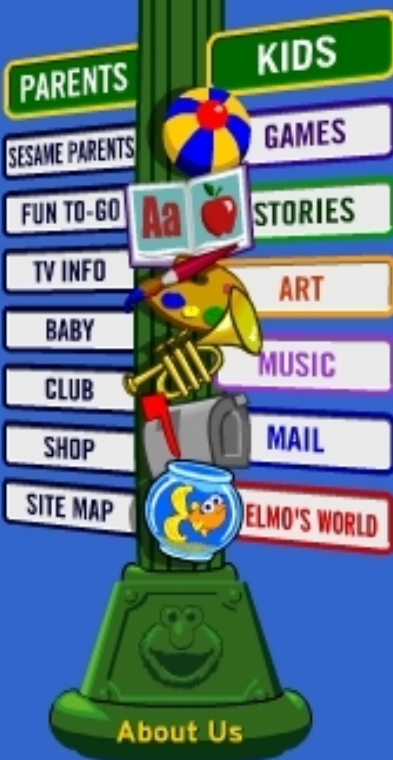 PARENTS
SESAME PARENTS
FUN TO-GO
TV INFO
BABY
CLUB
SHOP
SITE MAP
KIDS
GAMES
Aa
STORIES
ART
MUSIC
MAIL
ELMO'S WORLD
About Us